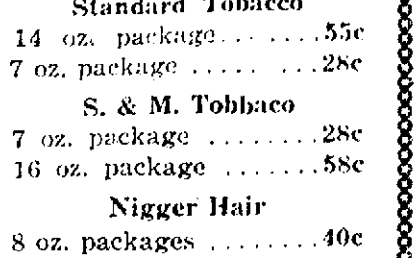 Standard Tobacco
14 oz. package........55c
7 oz. package ..... ...28c
S. & M. Tobbaco
7 oz. package ........28c
16 oz. package .......58c
Nigger Hair
8 oz. packages ........40c